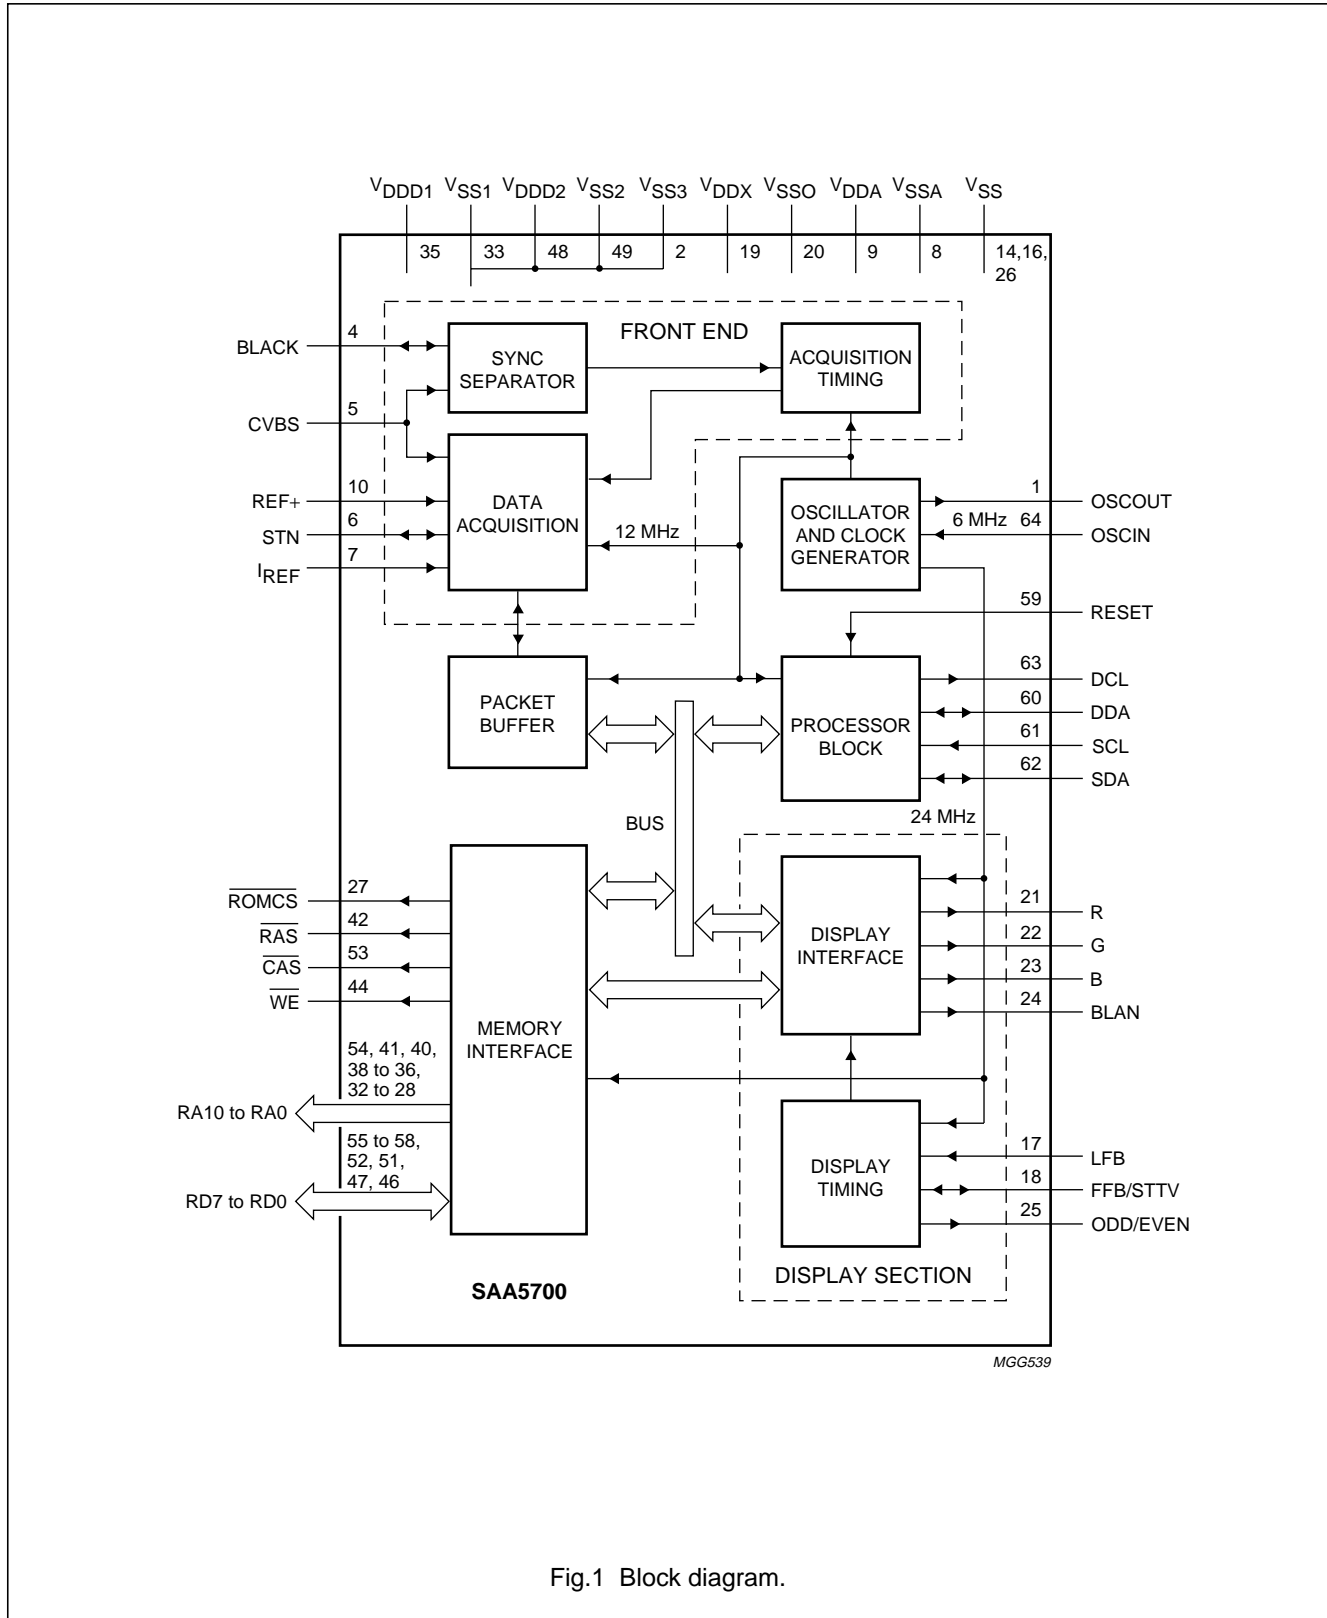 VDDD1 VSS1 VDDD2 VSS2 VSS3 VDDX VSSO VDDA VSSA VSS
35 33 48 49 2 19 20 9 8 14,16,
26
FRONT END
BLACK
4
SYNC
SEPARATOR
ACQUISITION
TIMING
CVBS
5
REF+
10
STN
6
IREF
7
DATA
ACQUISITION
12 MHz
OSCILLATOR
AND CLOCK
GENERATOR
1
OSCOUT
6 MHz
64
OSCIN
59
RESET
PACKET
BUFFER
PROCESSOR
BLOCK
63
DCL
60
DDA
61
SCL
62
SDA
BUS
24 MHz
ROMCS
27
RAS
42
CAS
53
WE
44
MEMORY
INTERFACE
54, 41, 40,
38 to 36,
32 to 28
RA10 to RA0
55 to 58,
52, 51,
47, 46
RD7 to RD0
DISPLAY
INTERFACE
21
R
22
G
23
B
24
BLAN
DISPLAY
TIMING
17
LFB
18
FFB/STTV
25
ODD/EVEN
DISPLAY SECTION
SAA5700
MGG539
Fig.1 Block diagram.